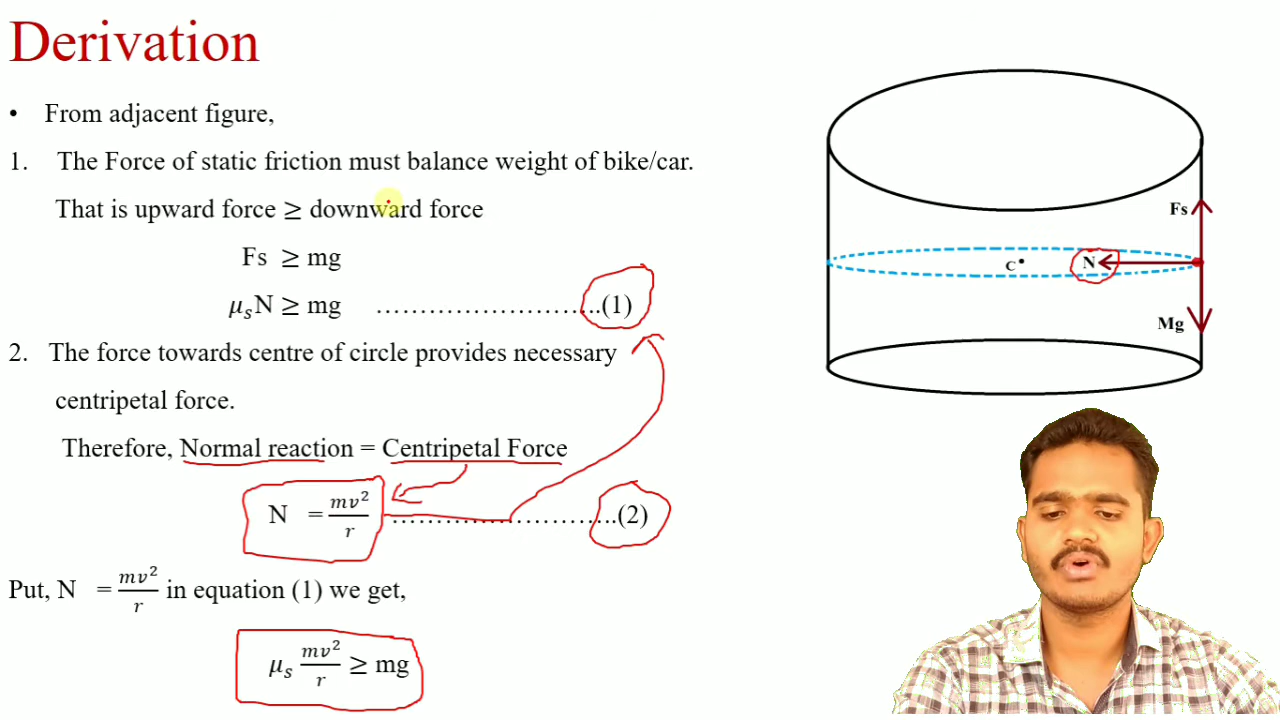 Derivation
• From adjacent figure,
1. The Force of static friction must balance weight of bike/car.
That is upward force ≥ downward force
Fs ≥ mg
μₛN ≥ mg ............................(1)
2. The force towards centre of circle provides necessary
centripetal force.
Therefore, Normal reaction = Centripetal Force
N = mv²/r ............................(2)
Put, N = mv²/r in equation (1) we get,
μₛ mv²/r ≥ mg
Fs
C
N
Mg